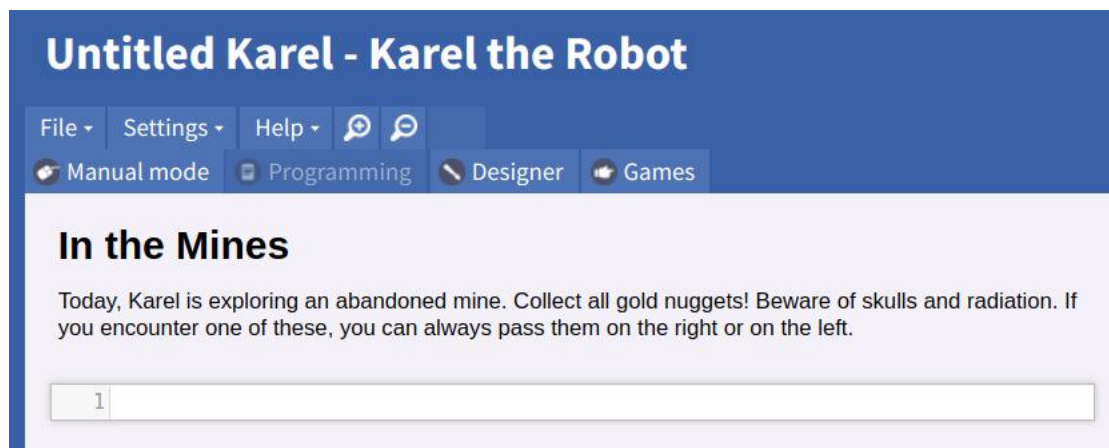 Untitled Karel - Karel the Robot
File Settings Help
Manual mode Programming Designer Games
In the Mines
Today, Karel is exploring an abandoned mine. Collect all gold nuggets! Beware of skulls and radiation. If
you encounter one of these, you can always pass them on the right or on the left.
1